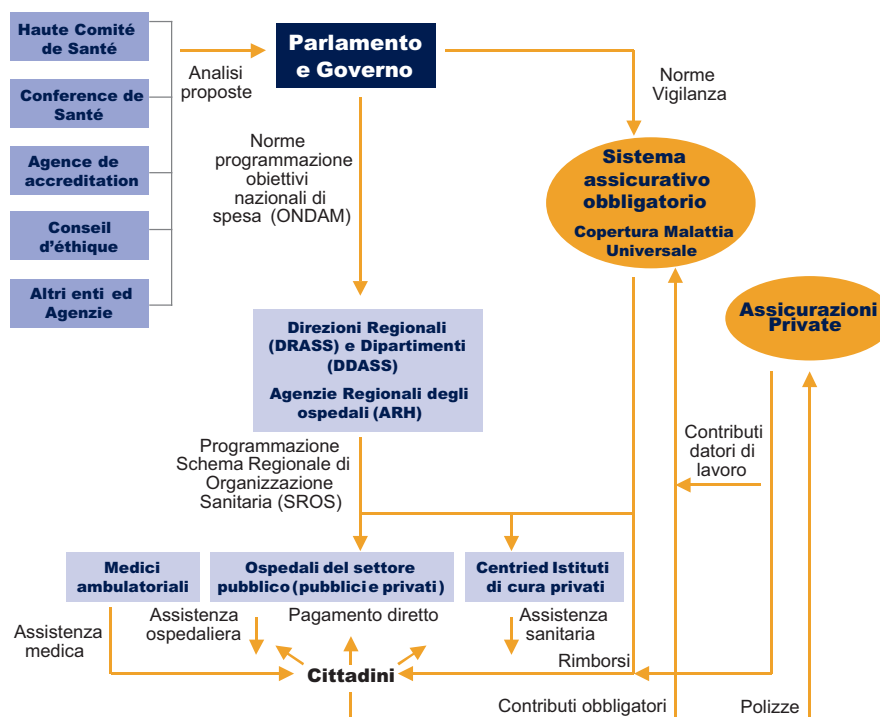 Haute Comité
de Santé
Conference de
Santé
Agence de
accreditation
Conseil
d'éthique
Altri enti ed
Agenzie
Analisi
proposte
Parlamento
e Governo
Norme
Vigilanza
Norme
programmazione
obiettivi
nazionali di
spesa (ONDAM)
Sistema
assicurativo
obbligatorio
Copertura Malattia
Universale
Assicurazioni
Private
Direzioni Regionali
(DRASS) e Dipartimenti
(DDASS)
Agenzie Regionali degli
ospedali (ARH)
Programmazione
Schema Regionale di
Organizzazione
Sanitaria (SROS)
Contributi
datori di
lavoro
Medici
ambulatoriali
Ospedali del settore
pubblico (pubblici e privati)
Centried Istituti
di cura privati
Assistenza
medica
Assistenza
ospedaliera
Pagamento diretto
Assistenza
sanitaria
Cittadini
Rimborsi
Contributi obbligatori
Polizze